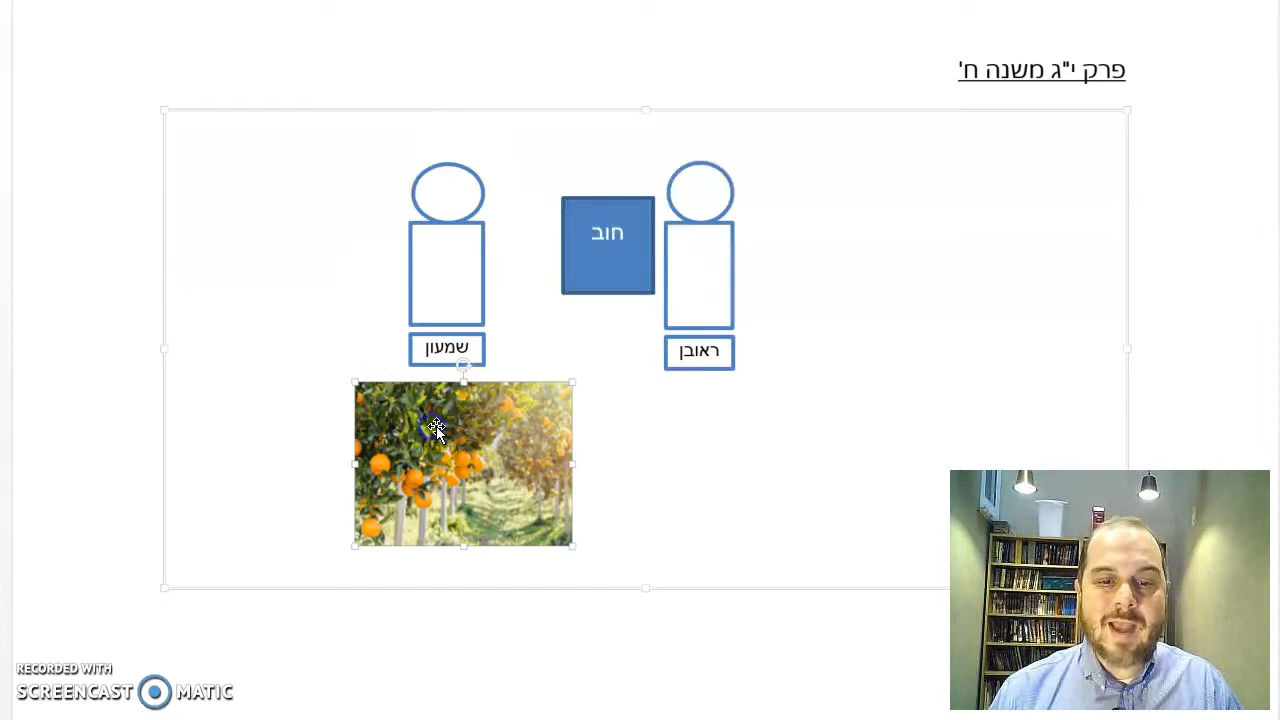 פרק י"ג משנה ח'
חוב
ראובן
שמעון
RECORDED WITH
SCREENCAST MATIC